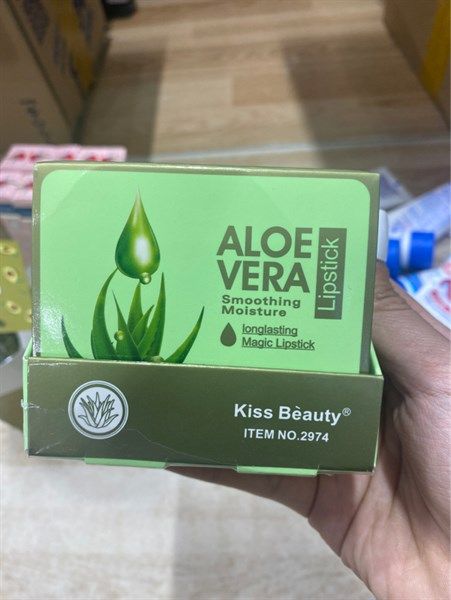 ALOE
VERA
Lipstick
Smoothing
Moisture
longlasting
Magic Lipstick
Kiss Bèauty®
ITEM NO.2974